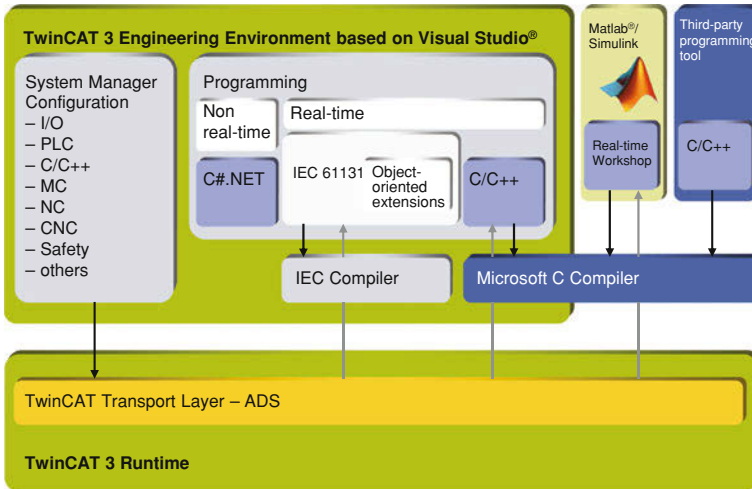 TwinCAT 3 Engineering Environment based on Visual Studio®
System Manager
Configuration
– I/O
– PLC
– C/C++
– MC
– NC
– CNC
– Safety
– others
Programming
Non
real-time
Real-time
C#.NET
IEC 61131
Object-
oriented
extensions
C/C++
Matlab®/
Simulink
Real-time
Workshop
Third-party
programming
tool
C/C++
IEC Compiler
Microsoft C Compiler
TwinCAT Transport Layer – ADS
TwinCAT 3 Runtime